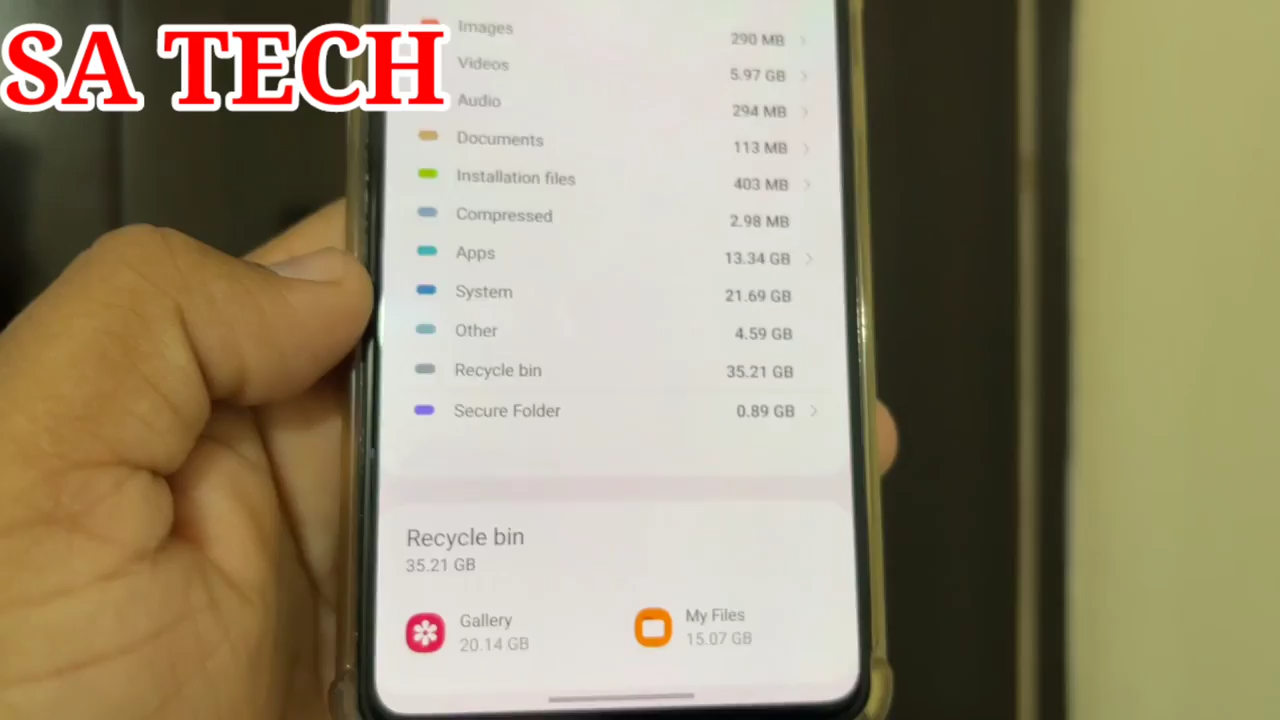 SA TECH
Images 290 MB
Videos 5.97 GB
Audio 294 MB
Documents 113 MB
Installation files 403 MB
Compressed 2.98 MB
Apps 13.34 GB
System 21.69 GB
Other 4.59 GB
Recycle bin 35.21 GB
Secure Folder 0.89 GB
Recycle bin
35.21 GB
Gallery
20.14 GB
My Files
15.07 GB